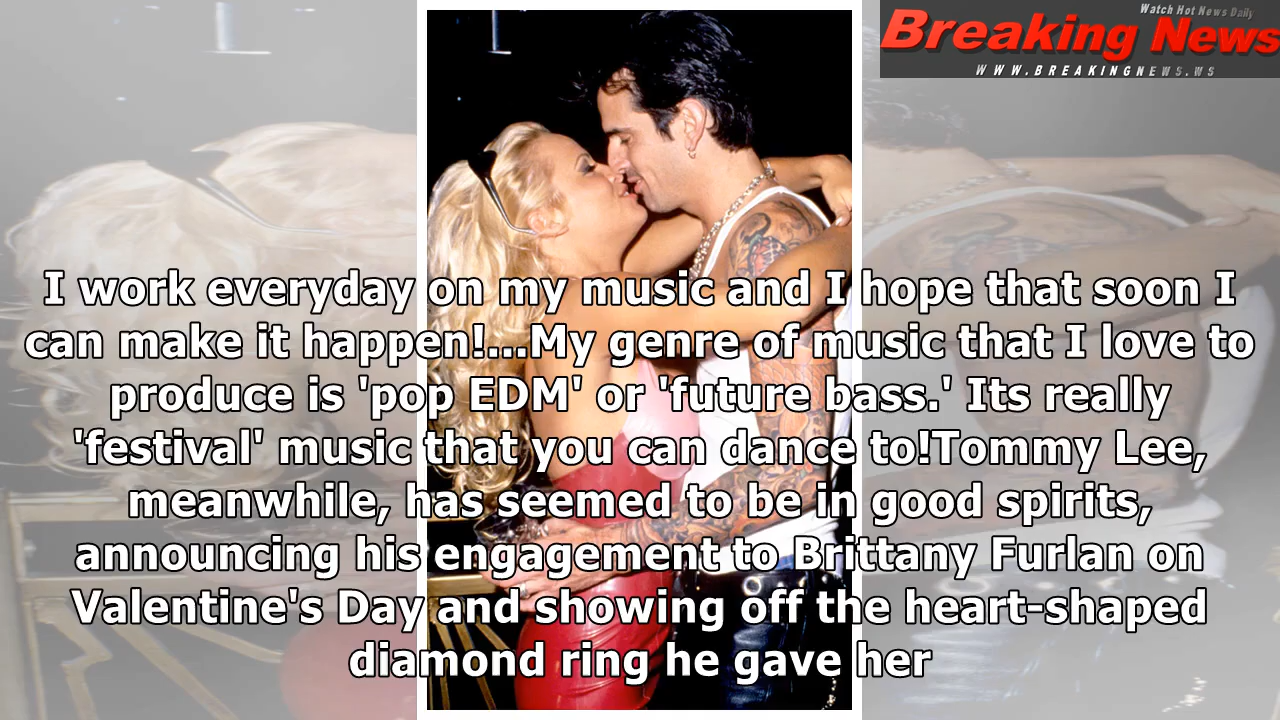 Watch Hot News Daily
Breaking News
WWW.BREAKINGNEWS.WS
I work everyday on my music and I hope that soon I
can make it happen!...My genre of music that I love to
produce is 'pop EDM' or 'future bass.' Its really
'festival' music that you can dance to!Tommy Lee,
meanwhile, has seemed to be in good spirits,
announcing his engagement to Brittany Furlan on
Valentine's Day and showing off the heart-shaped
diamond ring he gave her